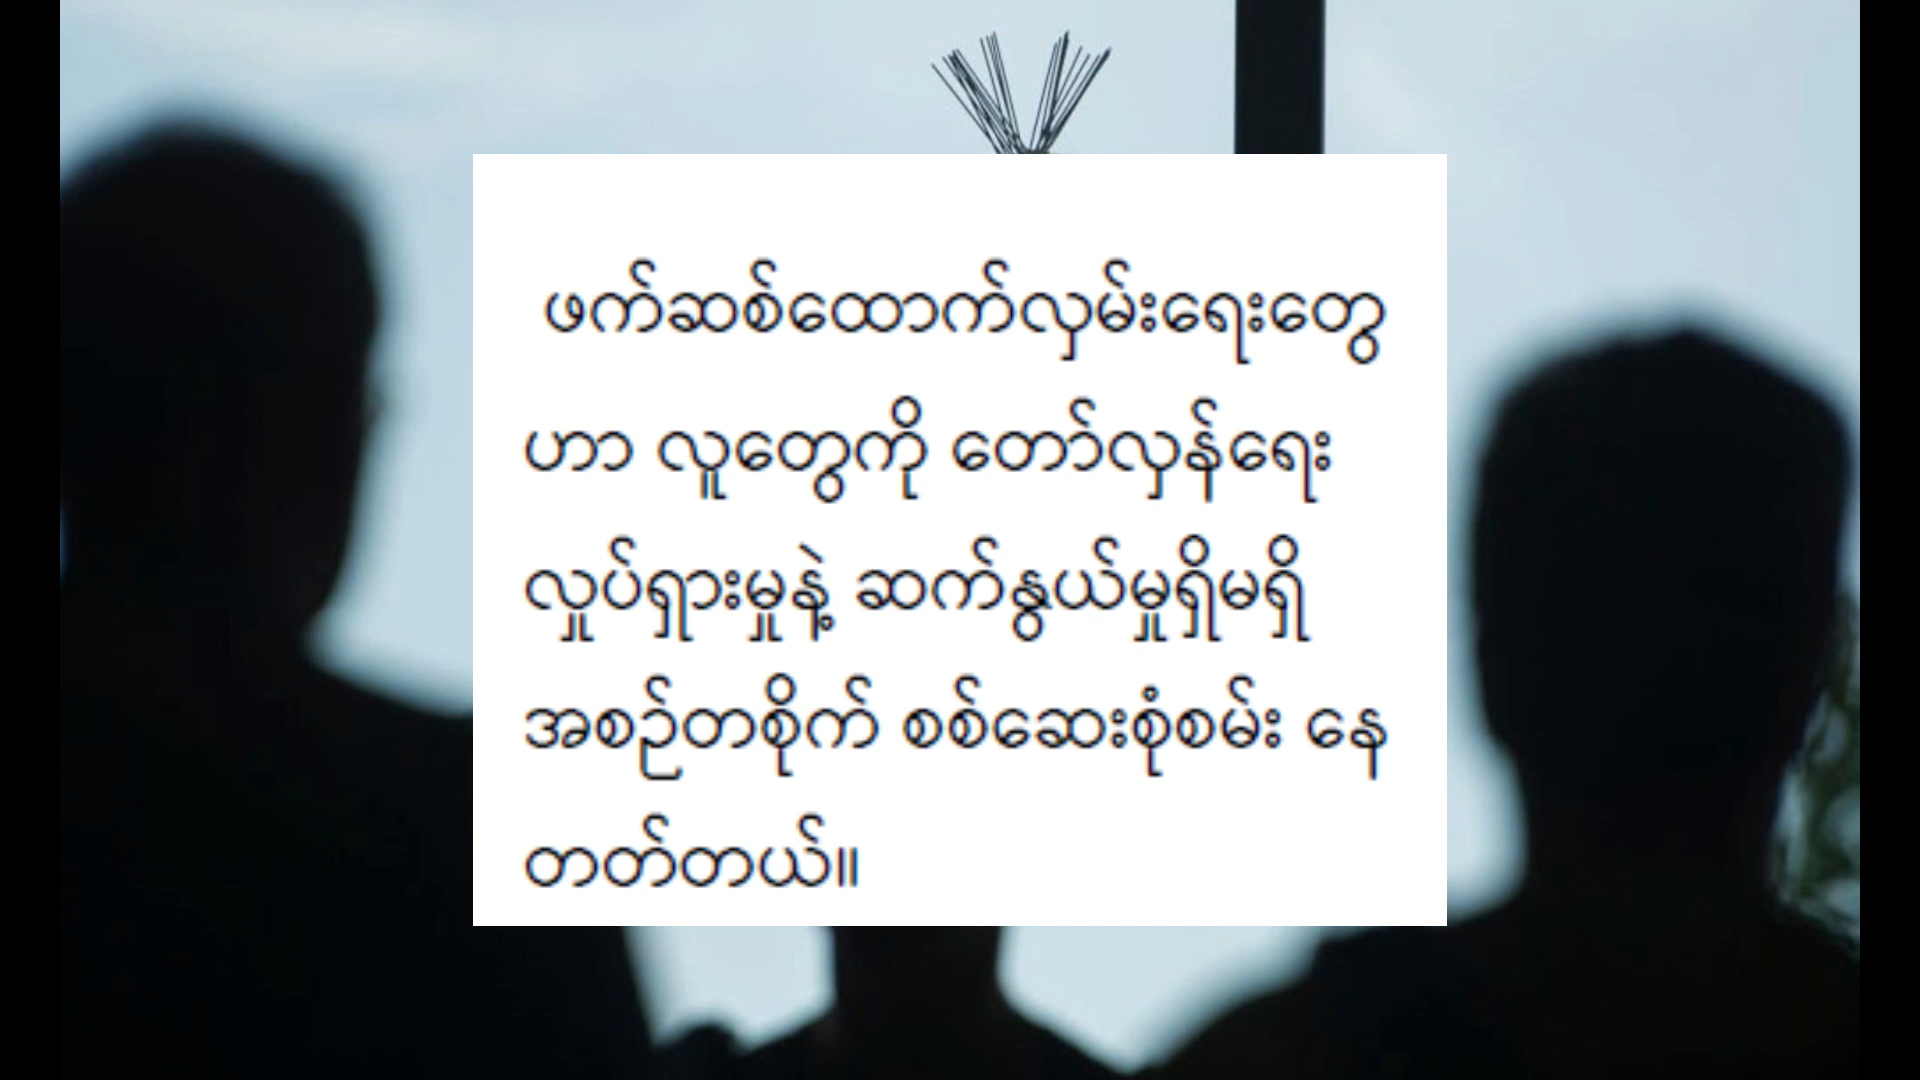 ဖက်ဆစ်ထောက်လှမ်းရေးတွေ
ဟာ လူတွေကို တော်လှန်ရေး
လှုပ်ရှားမှုနဲ့ ဆက်နွယ်မှုရှိမရှိ
အစဉ်တစိုက် စစ်ဆေးစုံစမ်း နေ
တတ်တယ်။